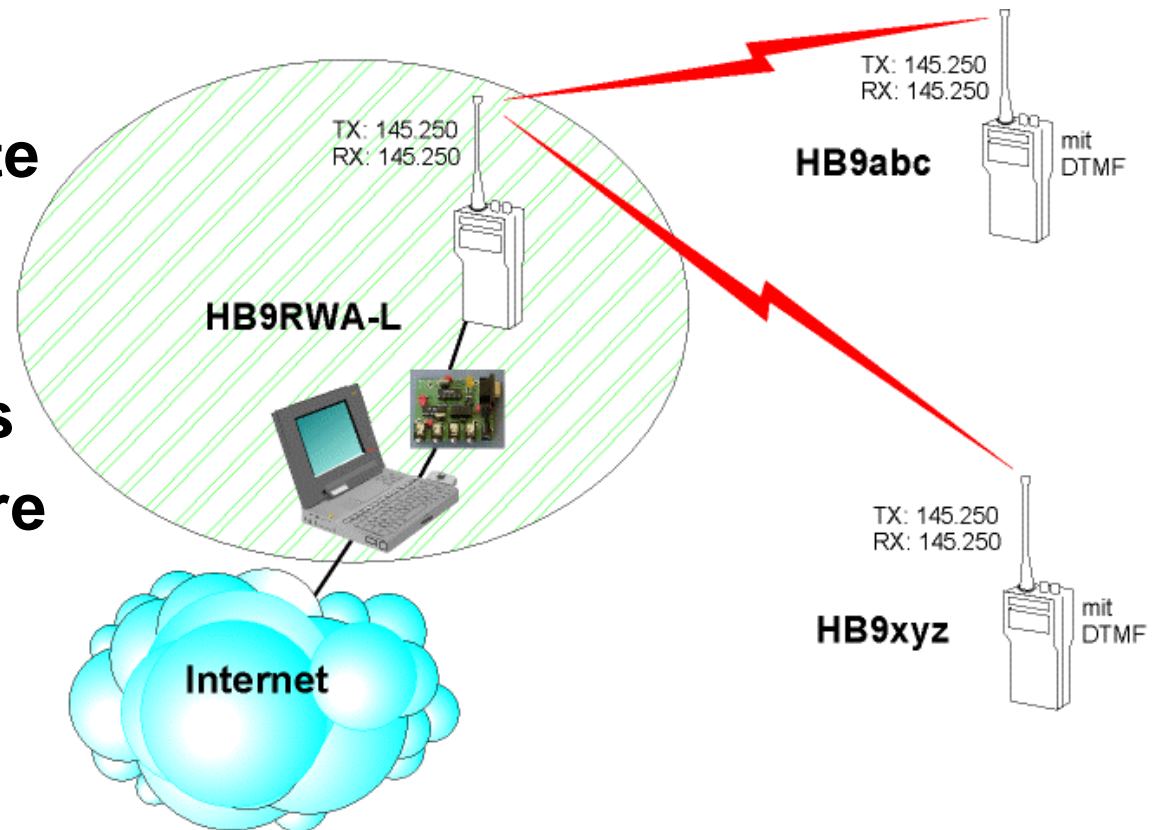 TX: 145.250
RX: 145.250
HB9abc
mit
DTMF
TX: 145.250
RX: 145.250
HB9RWA-L
TX: 145.250
RX: 145.250
HB9xyz
mit
DTMF
Internet